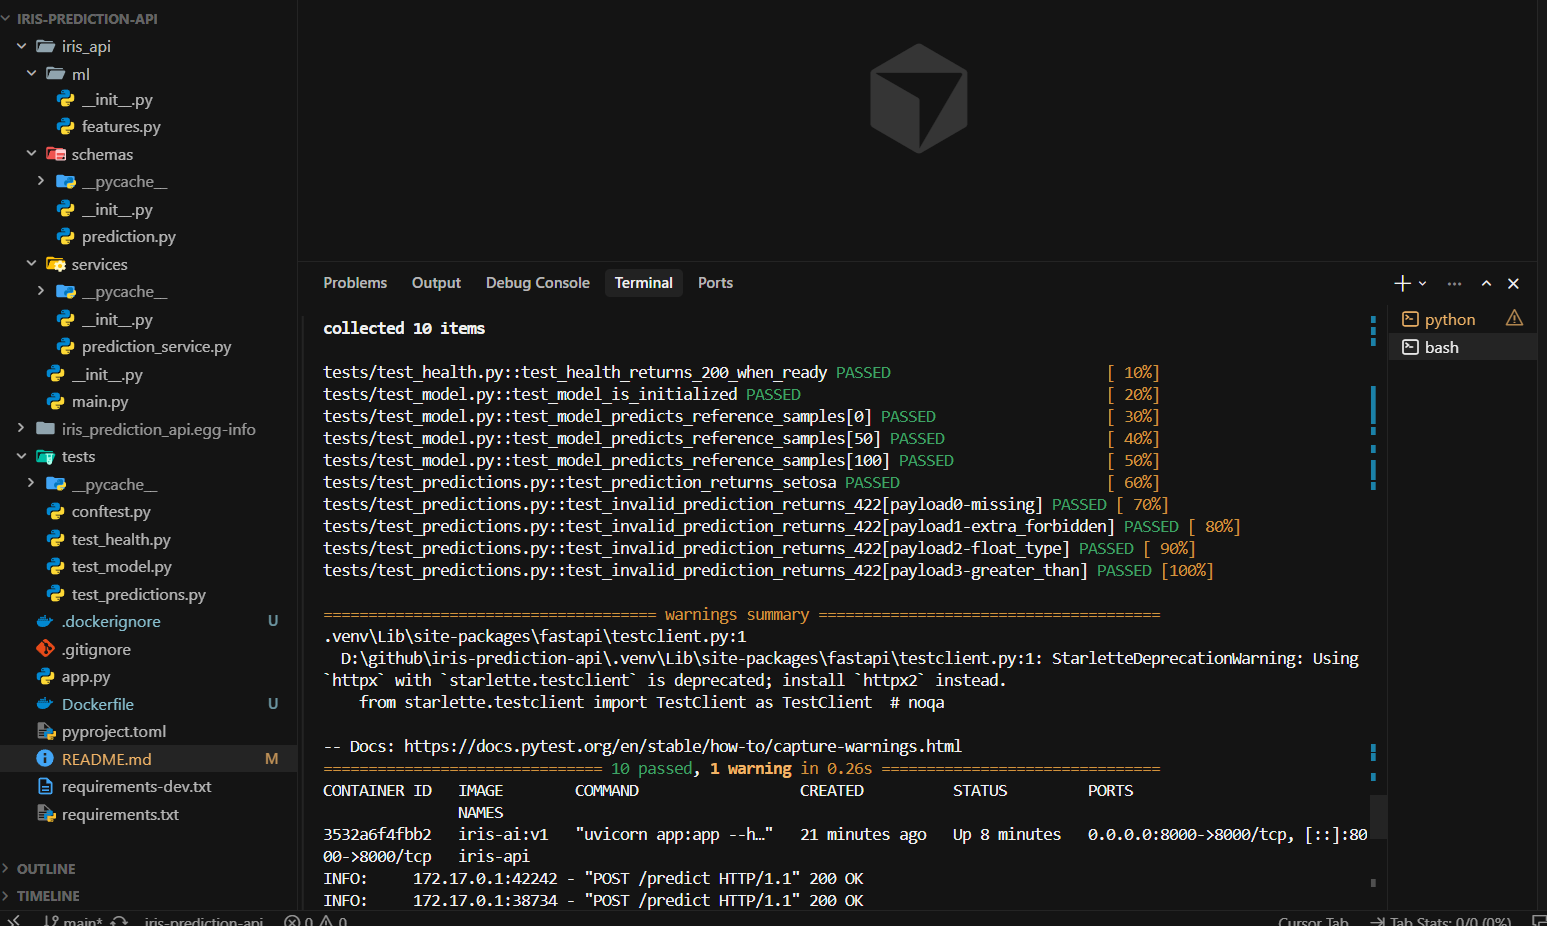 IRIS-PREDICTION-API
iris_api
ml
__init__.py
features.py
schemas
__pycache__
__init__.py
prediction.py
services
__pycache__
__init__.py
prediction_service.py
__init__.py
main.py
iris_prediction_api.egg-info
tests
__pycache__
conftest.py
test_health.py
test_model.py
test_predictions.py
.dockerignore U
.gitignore
app.py
Dockerfile U
pyproject.toml
README.md M
requirements-dev.txt
requirements.txt
OUTLINE
TIMELINE
Problems Output Debug Console Terminal Ports
python
bash
collected 10 items
tests/test_health.py::test_health_returns_200_when_ready PASSED [ 10%]
tests/test_model.py::test_model_is_initialized PASSED [ 20%]
tests/test_model.py::test_model_predicts_reference_samples[0] PASSED [ 30%]
tests/test_model.py::test_model_predicts_reference_samples[50] PASSED [ 40%]
tests/test_model.py::test_model_predicts_reference_samples[100] PASSED [ 50%]
tests/test_predictions.py::test_prediction_returns_setosa PASSED [ 60%]
tests/test_predictions.py::test_invalid_prediction_returns_422[payload0-missing] PASSED [ 70%]
tests/test_predictions.py::test_invalid_prediction_returns_422[payload1-extra_forbidden] PASSED [ 80%]
tests/test_predictions.py::test_invalid_prediction_returns_422[payload2-float_type] PASSED [ 90%]
tests/test_predictions.py::test_invalid_prediction_returns_422[payload3-greater_than] PASSED [100%]
===================================== warnings summary ======================================
.venv\Lib\site-packages\fastapi\testclient.py:1
D:\github\iris-prediction-api\.venv\Lib\site-packages\fastapi\testclient.py:1: StarletteDeprecationWarning: Using
`httpx` with `starlette.testclient` is deprecated; install `httpx2` instead.
from starlette.testclient import TestClient as TestClient # noqa
-- Docs: https://docs.pytest.org/en/stable/how-to/capture-warnings.html
=============================== 10 passed, 1 warning in 0.26s ===============================
CONTAINER ID IMAGE COMMAND CREATED STATUS PORTS
NAMES
3532a6f4fbb2 iris-ai:v1 "uvicorn app:app --h…" 21 minutes ago Up 8 minutes 0.0.0.0:8000->8000/tcp, [::]:80
00->8000/tcp iris-api
INFO: 172.17.0.1:42242 - "POST /predict HTTP/1.1" 200 OK
INFO: 172.17.0.1:38734 - "POST /predict HTTP/1.1" 200 OK
main* iris-prediction-api 0 0 Cursor Tab Tab Stats: 0/0 (0%)